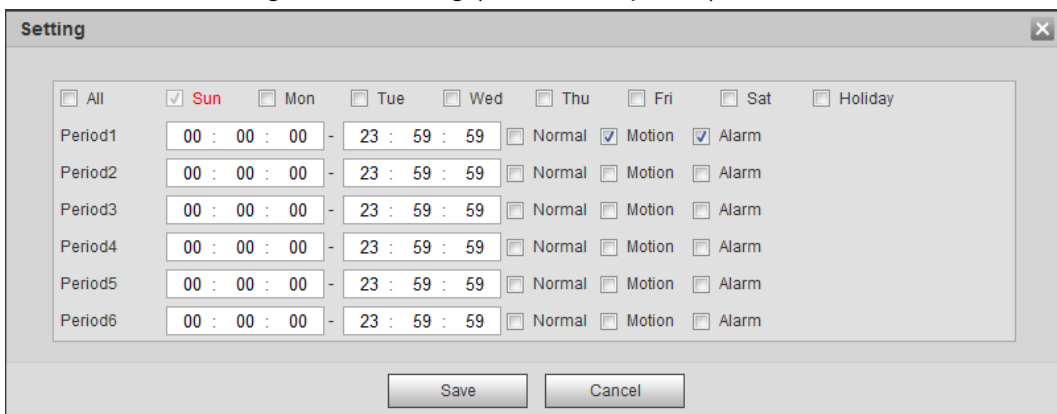 Setting
All Sun Mon Tue Wed Thu Fri Sat Holiday
Period1 00 : 00 : 00 - 23 : 59 : 59 Normal Motion Alarm
Period2 00 : 00 : 00 - 23 : 59 : 59 Normal Motion Alarm
Period3 00 : 00 : 00 - 23 : 59 : 59 Normal Motion Alarm
Period4 00 : 00 : 00 - 23 : 59 : 59 Normal Motion Alarm
Period5 00 : 00 : 00 - 23 : 59 : 59 Normal Motion Alarm
Period6 00 : 00 : 00 - 23 : 59 : 59 Normal Motion Alarm
Save Cancel